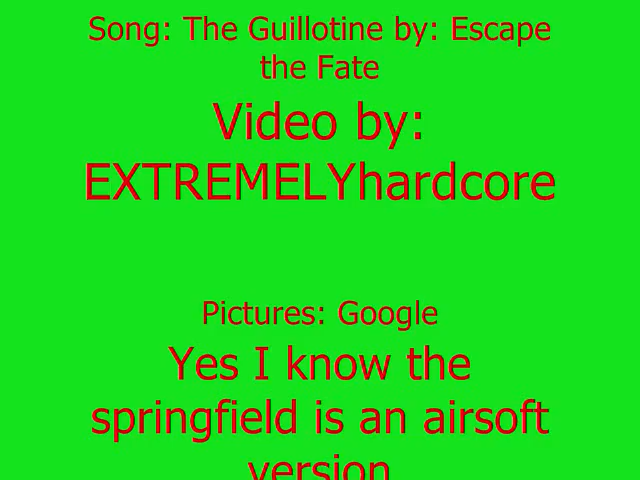 Song: The Guillotine by: Escape
the Fate
Video by:
EXTREMELYhardcore
Pictures: Google
Yes I know the
springfield is an airsoft
version